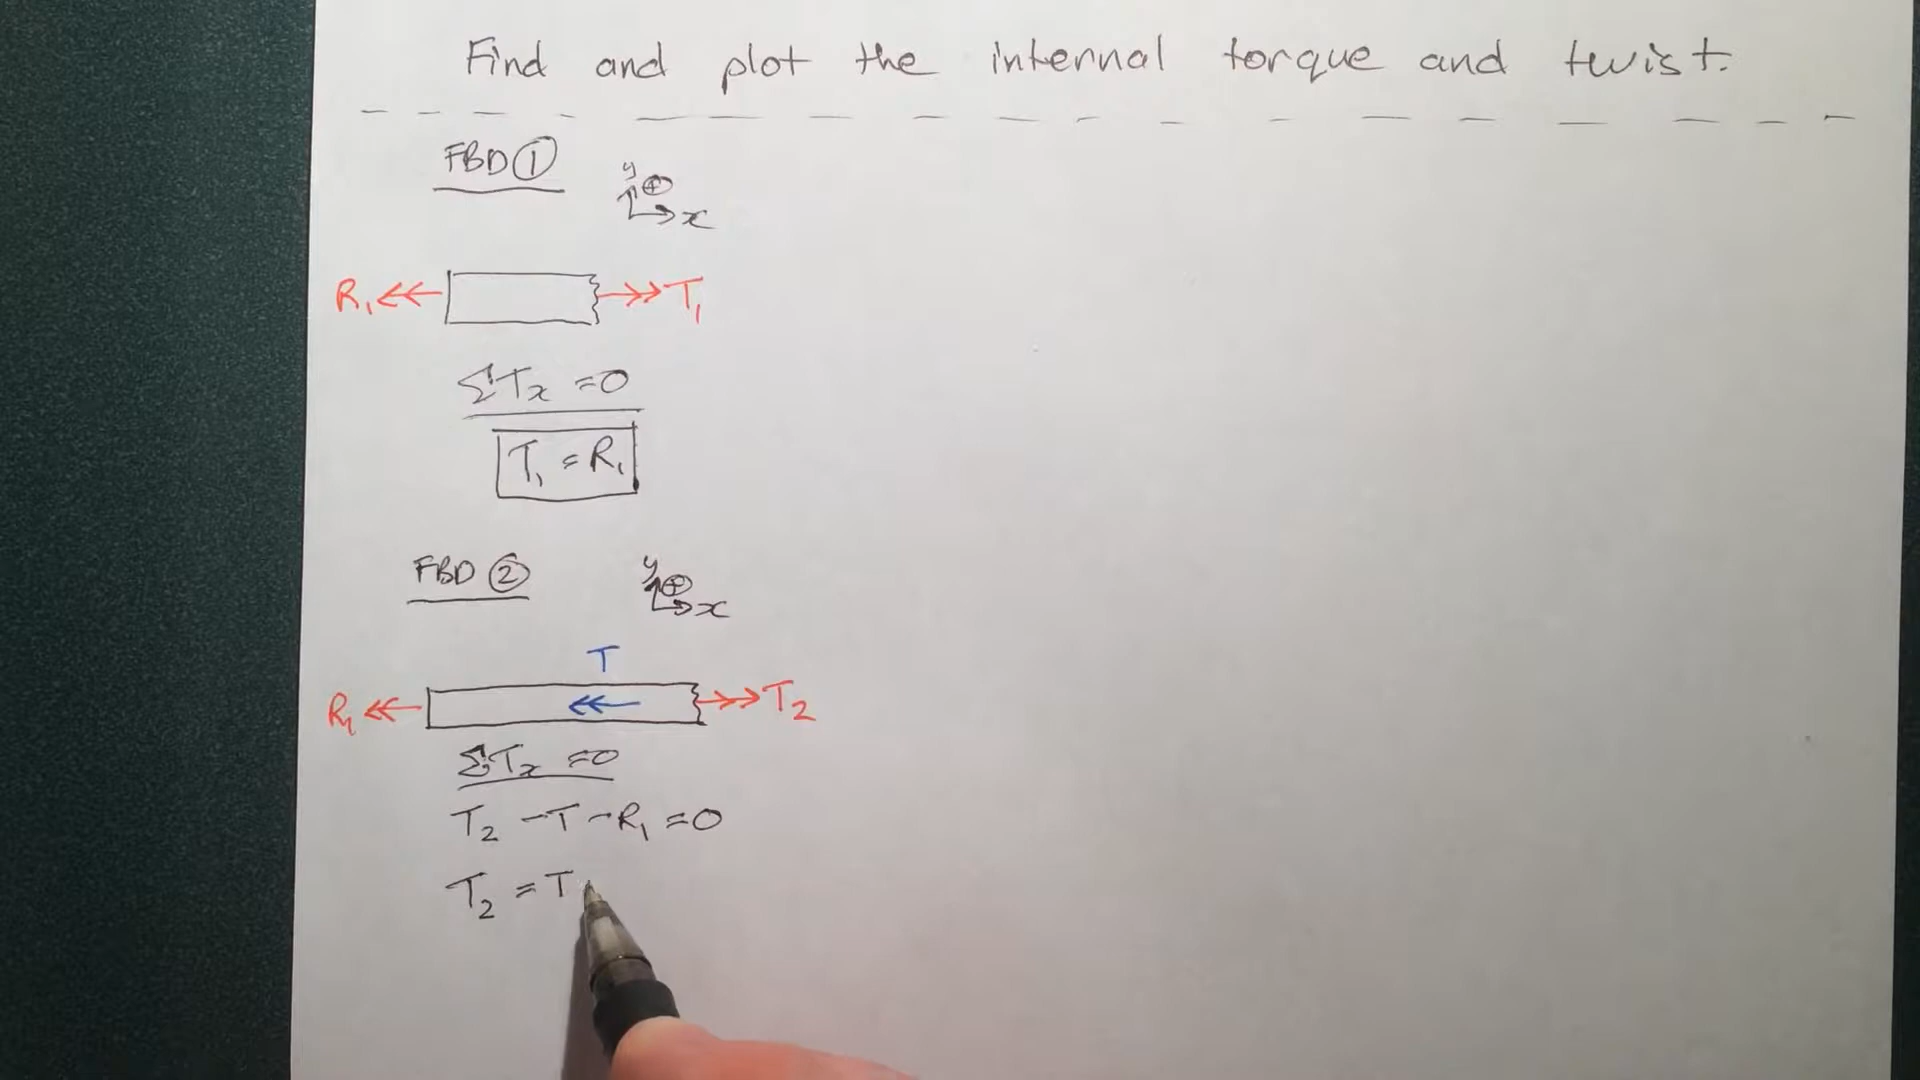 Find and plot the internal torque and twist.
FBD ①
y
⊕
x
R₁ T₁
ΣTx = 0
T₁ = R₁
FBD ②
y
⊕
x
T
R₁ T₂
ΣTx = 0
T₂ - T - R₁ = 0
T₂ = T